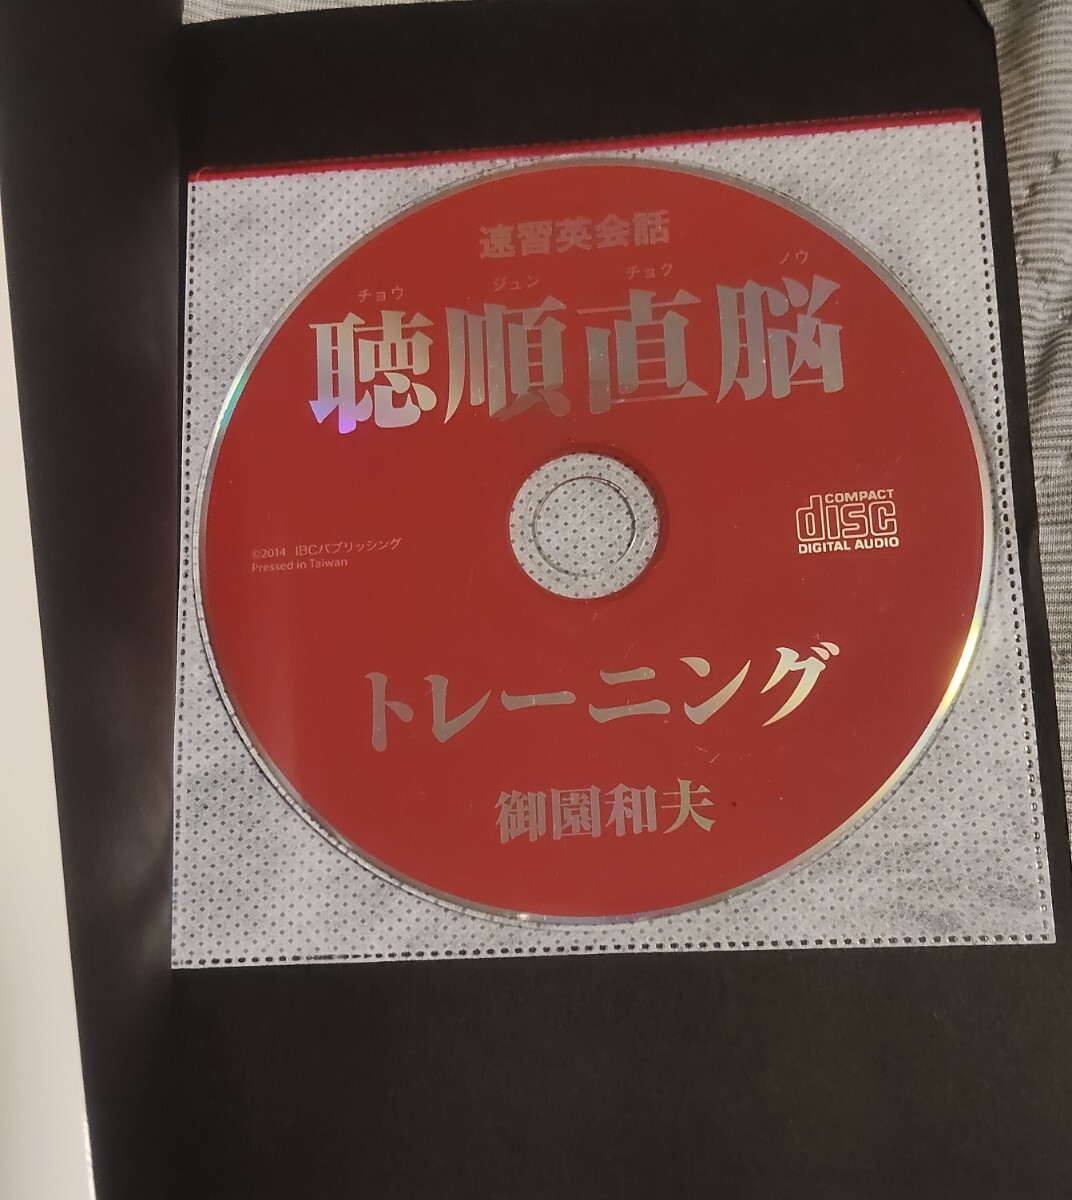 速習英会話
チョウ ジュン チョク ノウ
聴順直脳
COMPACT
disc
DIGITAL AUDIO
©2014 IBCパブリッシング
Pressed in Taiwan
トレーニング
御園和夫